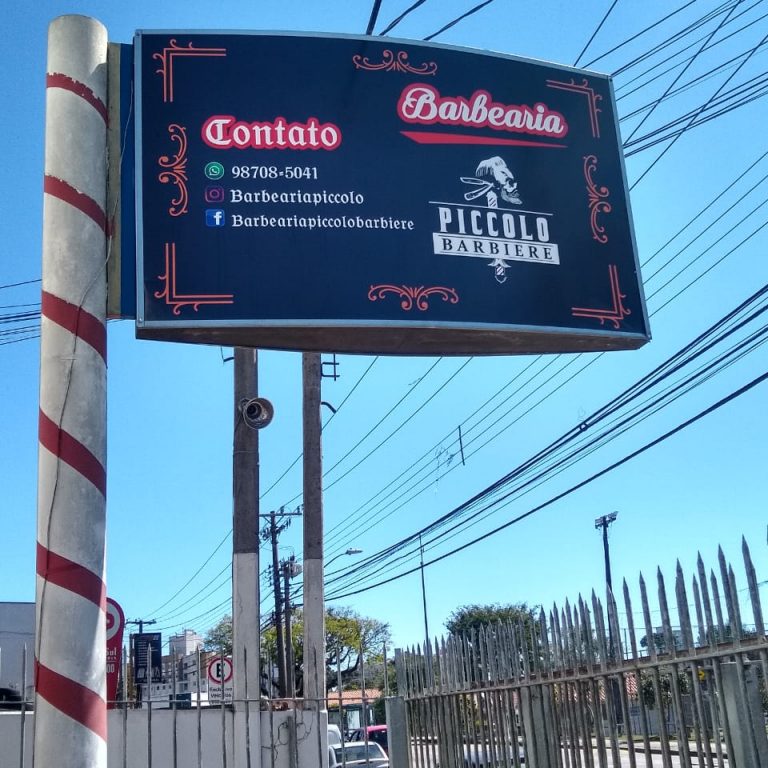 Contato
98708-5041
Barbeariapiccolo
Barbeariapiccolobarbiere
Barbearia
PICCOLO
BARBIERE
E